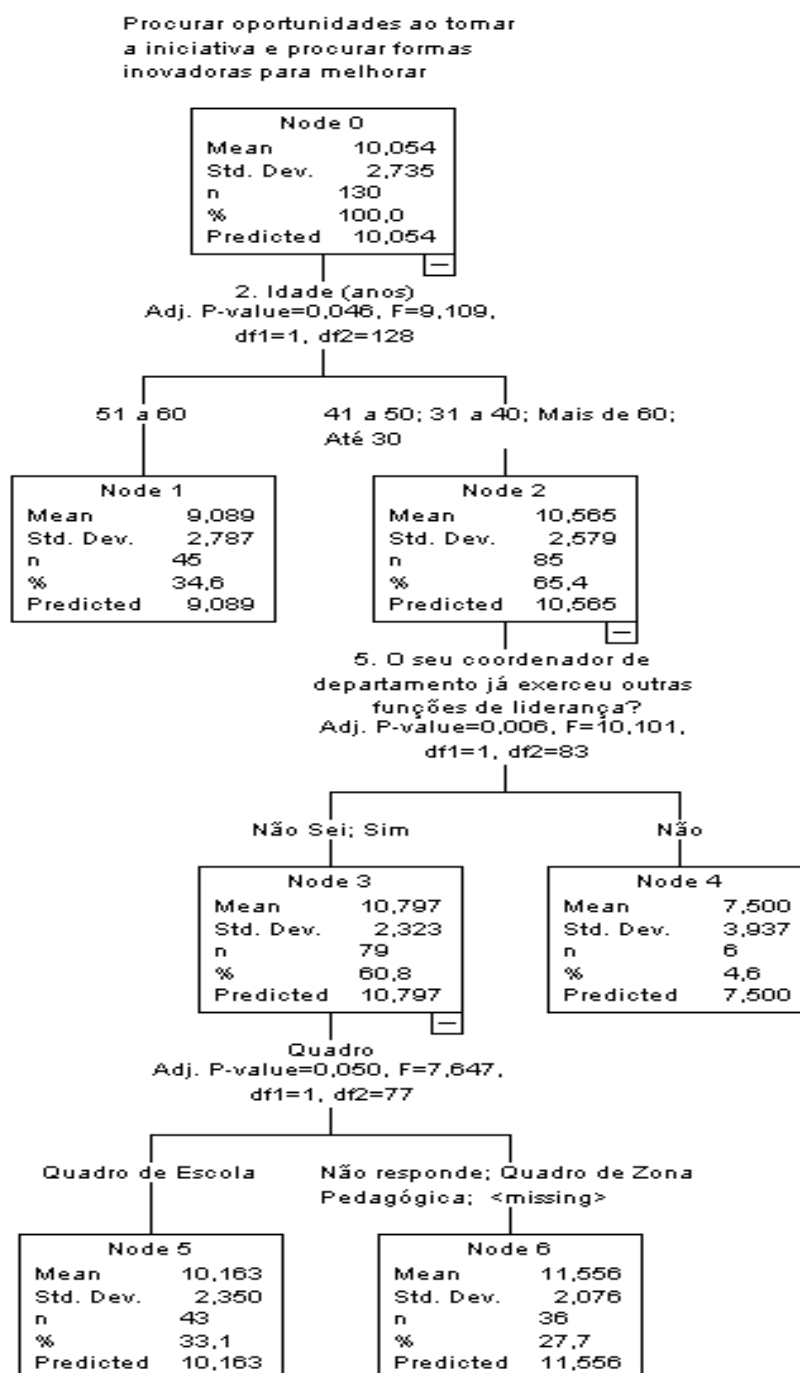 Procurar oportunidades ao tomar
a iniciativa e procurar formas
inovadoras para melhorar
Node 0
Mean 10,054
Std. Dev. 2,735
n 130
% 100,0
Predicted 10,054
2. Idade (anos)
Adj. P-value=0,046, F=9,109,
df1=1, df2=128
51 a 60
41 a 50; 31 a 40; Mais de 60;
Até 30
Node 1
Mean 9,089
Std. Dev. 2,787
n 45
% 34,6
Predicted 9,089
Node 2
Mean 10,565
Std. Dev. 2,579
n 85
% 65,4
Predicted 10,565
5. O seu coordenador de
departamento já exerceu outras
funções de liderança?
Adj. P-value=0,006, F=10,101,
df1=1, df2=83
Não Sei; Sim
Não
Node 3
Mean 10,797
Std. Dev. 2,323
n 79
% 60,8
Predicted 10,797
Node 4
Mean 7,500
Std. Dev. 3,937
n 6
% 4,6
Predicted 7,500
Quadro
Adj. P-value=0,050, F=7,647,
df1=1, df2=77
Quadro de Escola
Não responde; Quadro de Zona
Pedagógica; <missing>
Node 5
Mean 10,163
Std. Dev. 2,350
n 43
% 33,1
Predicted 10,163
Node 6
Mean 11,556
Std. Dev. 2,076
n 36
% 27,7
Predicted 11,556